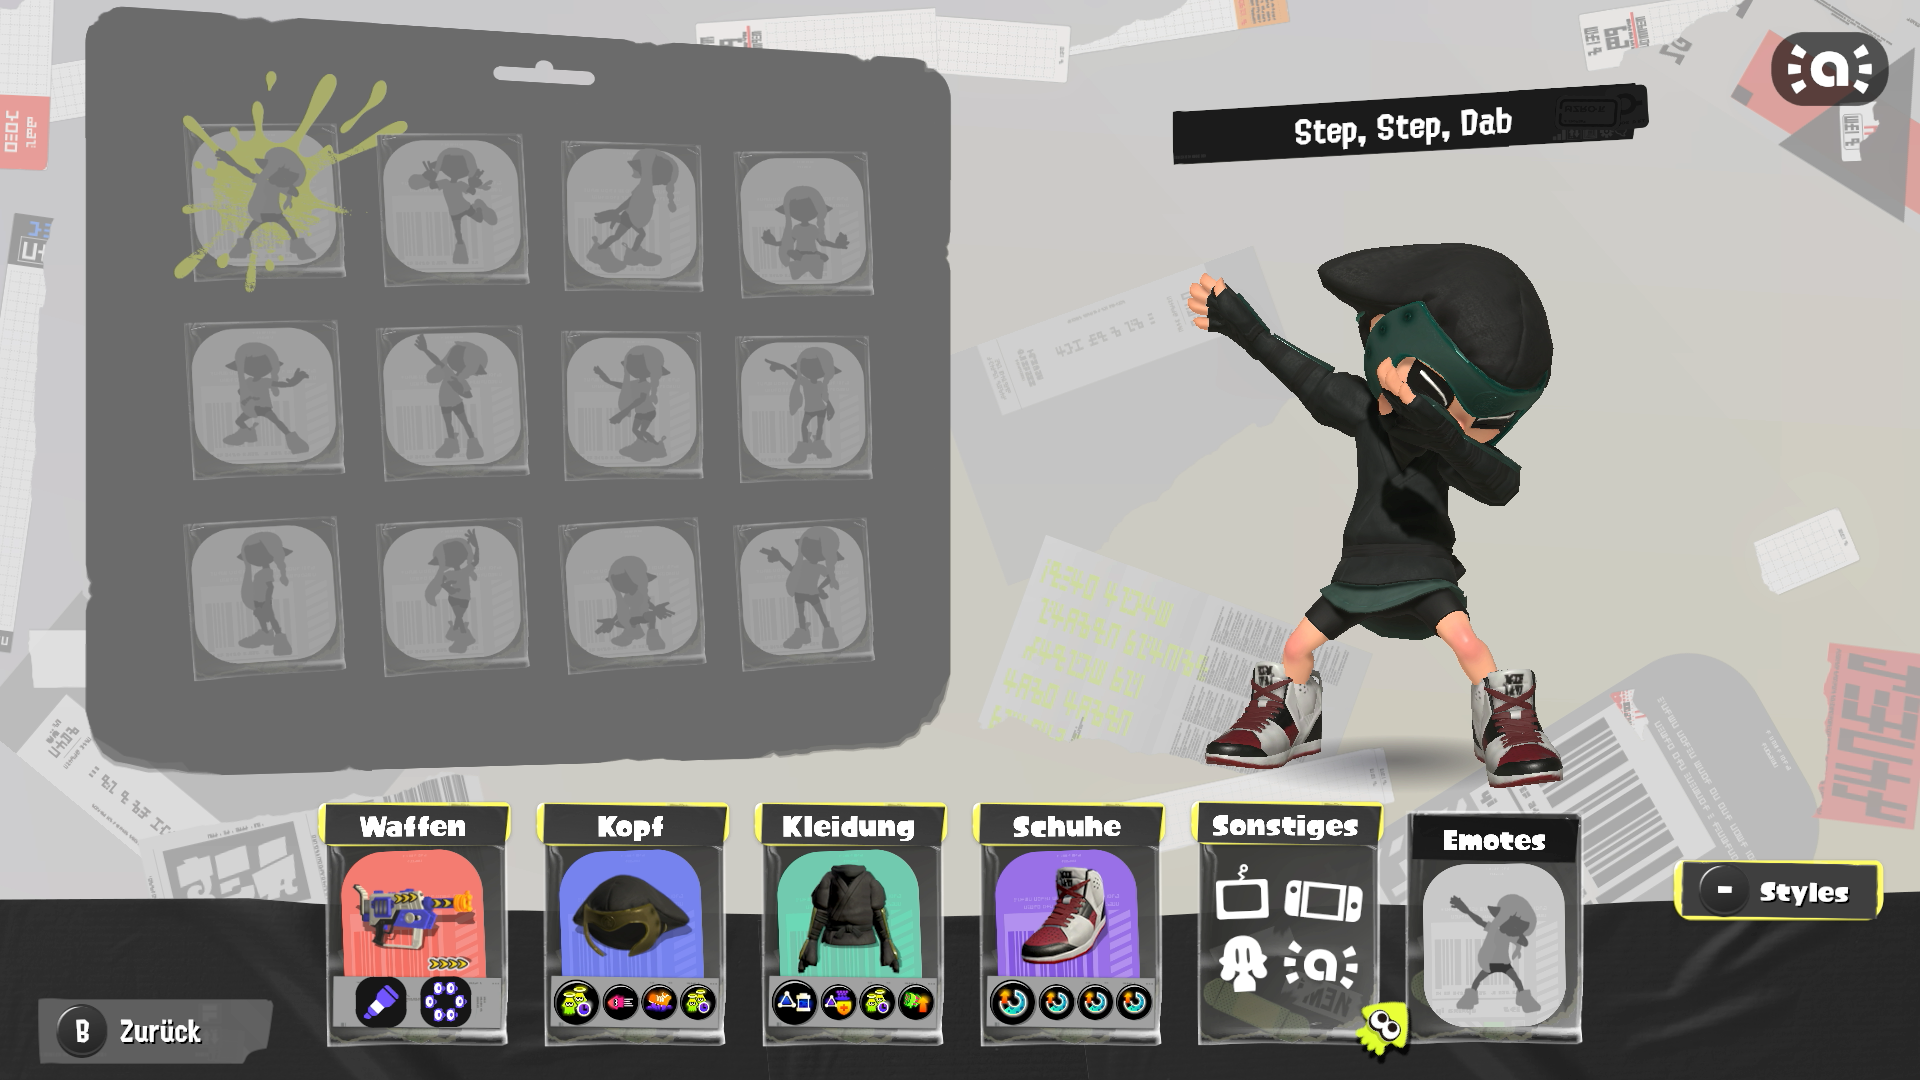 Step, Step, Dab
Waffen
Kopf
Kleidung
Schuhe
Sonstiges
Emotes
- Styles
B Zurück